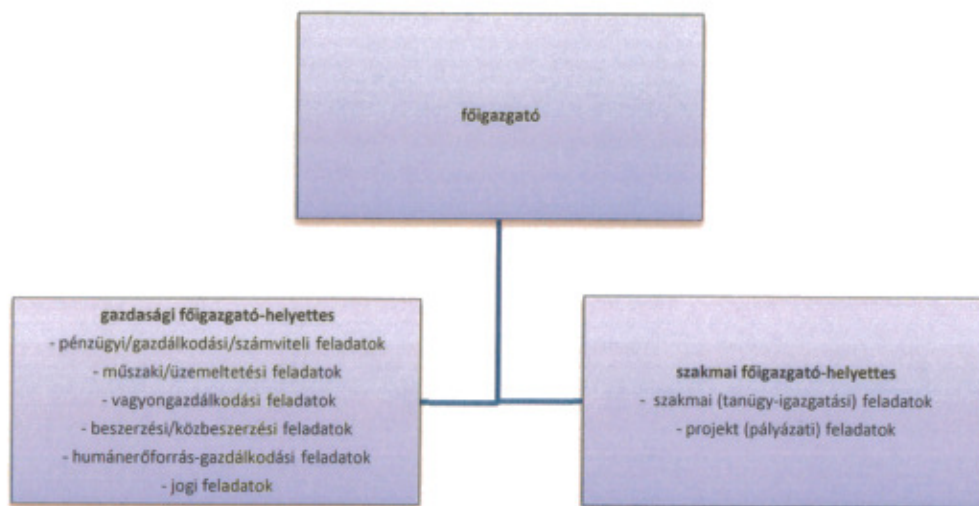 főigazgató
gazdasági főigazgató-helyettes
- pénzügyi/gazdálkodási/számviteli feladatok
- műszaki/üzemeltetési feladatok
- vagyongazdálkodási feladatok
- beszerzési/közbeszerzési feladatok
- humánerőforrás-gazdálkodási feladatok
- jogi feladatok
szakmai főigazgató-helyettes
- szakmai (tanügy-igazgatási) feladatok
- projekt (pályázati) feladatok